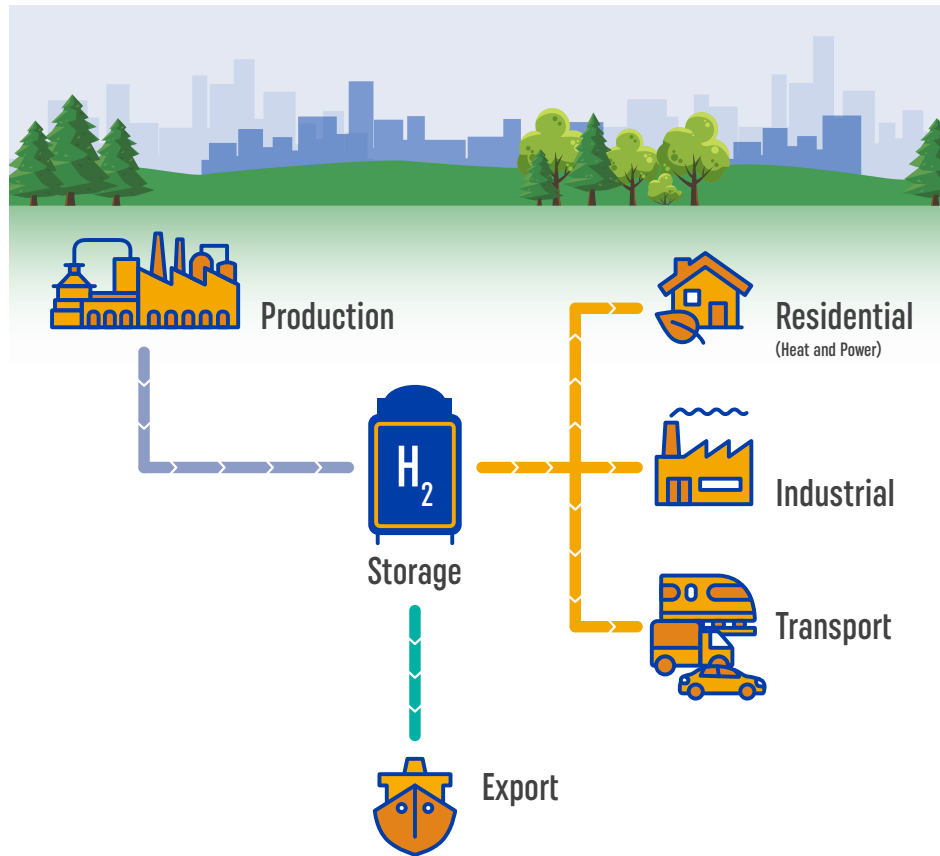 Production
Residential
(Heat and Power)
H2
Industrial
Storage
Transport
Export